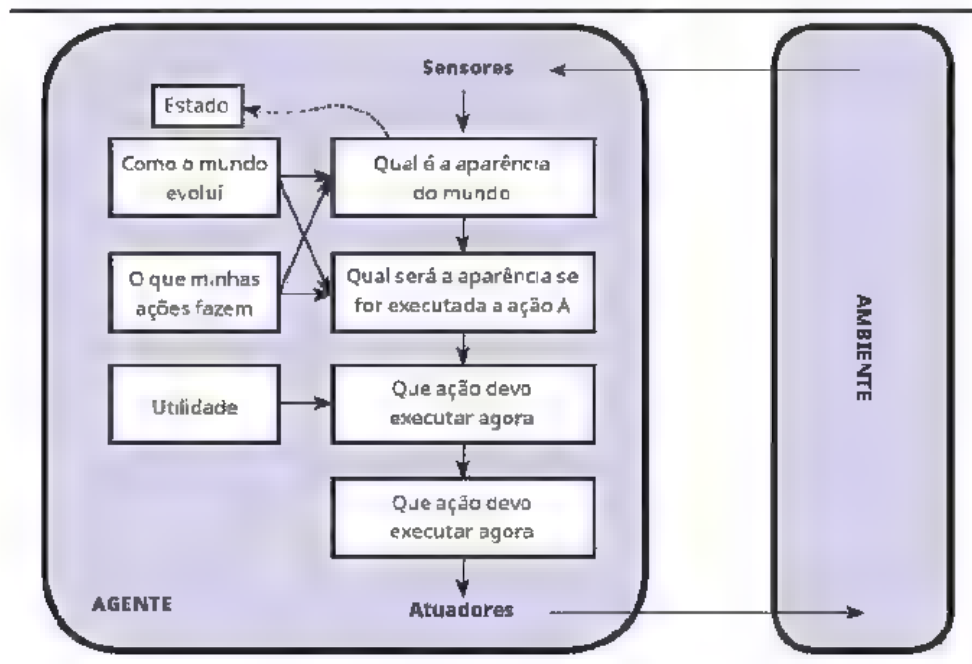 Sensores
Estado
Como o mundo
evolui
Qual é a aparência
do mundo
O que minhas
ações fazem
Qual será a aparência se
for executada a ação A
Utilidade
Que ação devo
executar agora
Que ação devo
executar agora
AGENTE
Atuadores
AMBIENTE